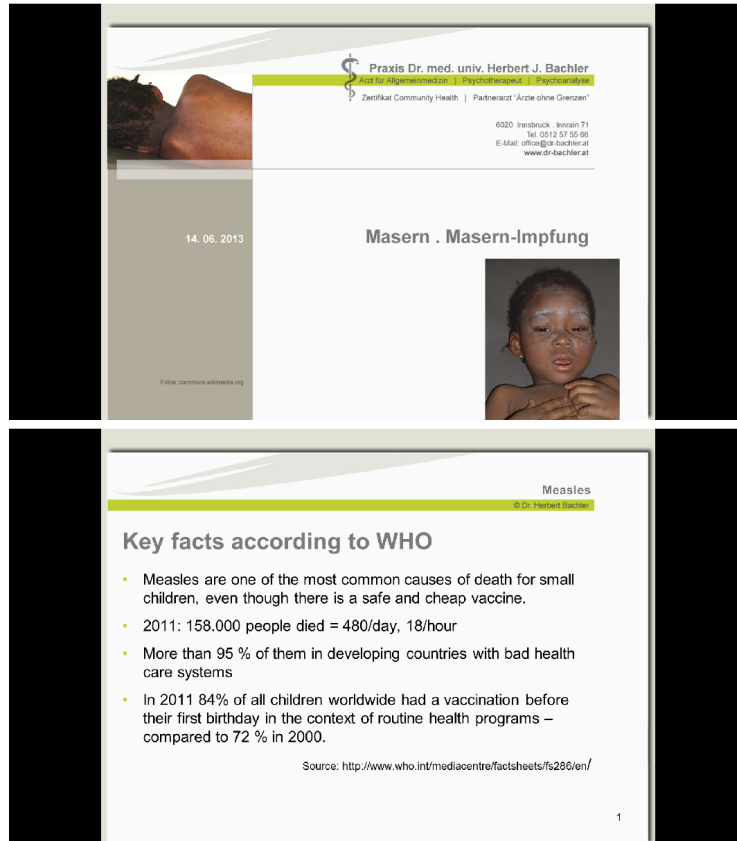 Praxis Dr. med. univ. Herbert J. Bachler
Arzt für Allgemeinmedizin | Psychotherapeut | Psychoanalyse
Zertifikat Community Health | Partnerarzt "Ärzte ohne Grenzen"
6020 Innsbruck . Innrain 71
Tel. 0512 57 55 66
E-Mail: office@dr-bachler.at
www.dr-bachler.at
14. 06. 2013
Masern . Masern-Impfung
Fotos: commons.wikimedia.org
Measles
© Dr. Herbert Bachler
Key facts according to WHO
• Measles are one of the most common causes of death for small
children, even though there is a safe and cheap vaccine.
• 2011: 158.000 people died = 480/day, 18/hour
• More than 95 % of them in developing countries with bad health
care systems
• In 2011 84% of all children worldwide had a vaccination before
their first birthday in the context of routine health programs –
compared to 72 % in 2000.
Source: http://www.who.int/mediacentre/factsheets/fs286/en/
1